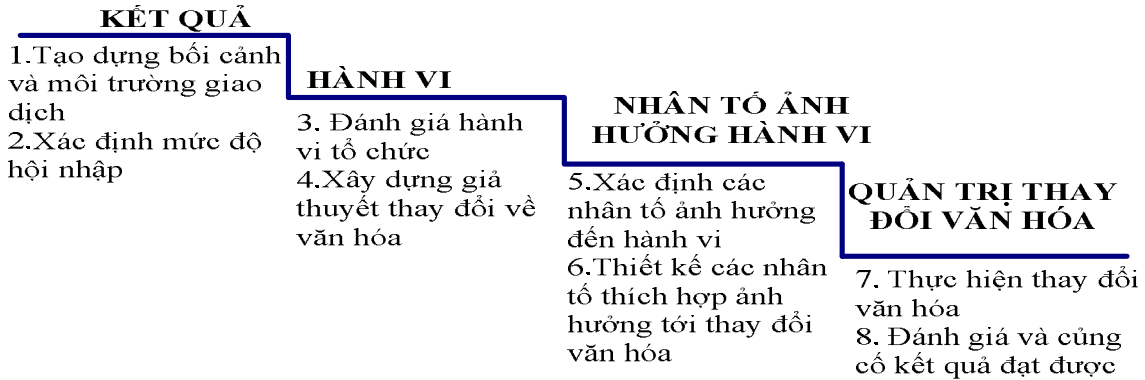 KẾT QUẢ
1.Tạo dựng bối cảnh
và môi trường giao
dịch
2.Xác định mức độ
hội nhập
HÀNH VI
3. Đánh giá hành
vi tổ chức
4.Xây dựng giả
thuyết thay đổi về
văn hóa
NHÂN TỐ ẢNH
HƯỞNG HÀNH VI
5.Xác định các
nhân tố ảnh hưởng
đến hành vi
6.Thiết kế các nhân
tố thích hợp ảnh
hưởng tới thay đổi
văn hóa
QUẢN TRỊ THAY
ĐỔI VĂN HÓA
7. Thực hiện thay đổi
văn hóa
8. Đánh giá và củng
cố kết quả đạt được